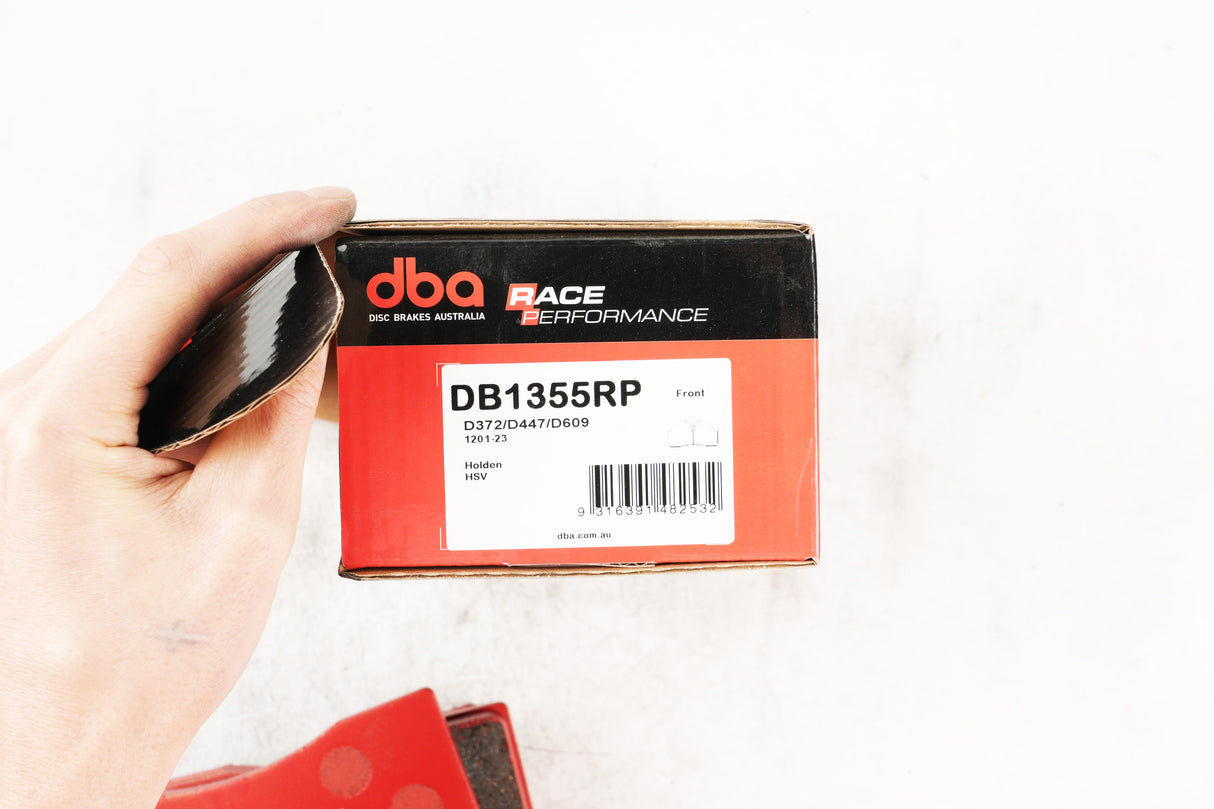 dba
DISC BRAKES AUSTRALIA
RACE
PERFORMANCE
DB1355RP
Front
D372/D447/D609
1201-23
Holden
HSV
9 316391 482532
dba.com.au